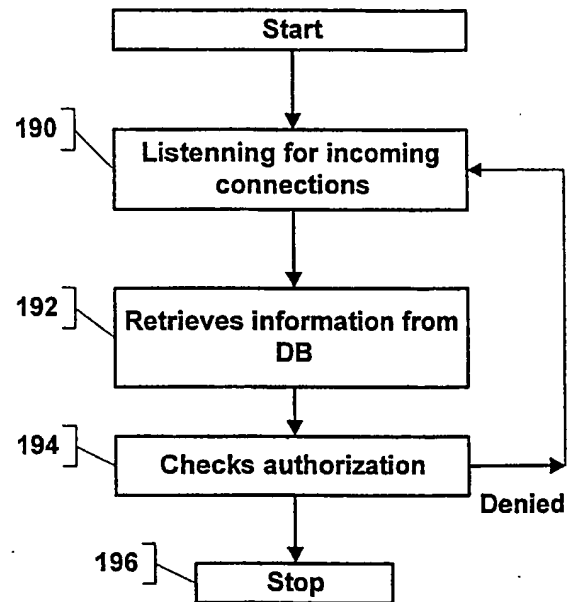 Start
190
Listenning for incoming
connections
192
Retrieves information from
DB
194
Checks authorization
Denied
196
Stop